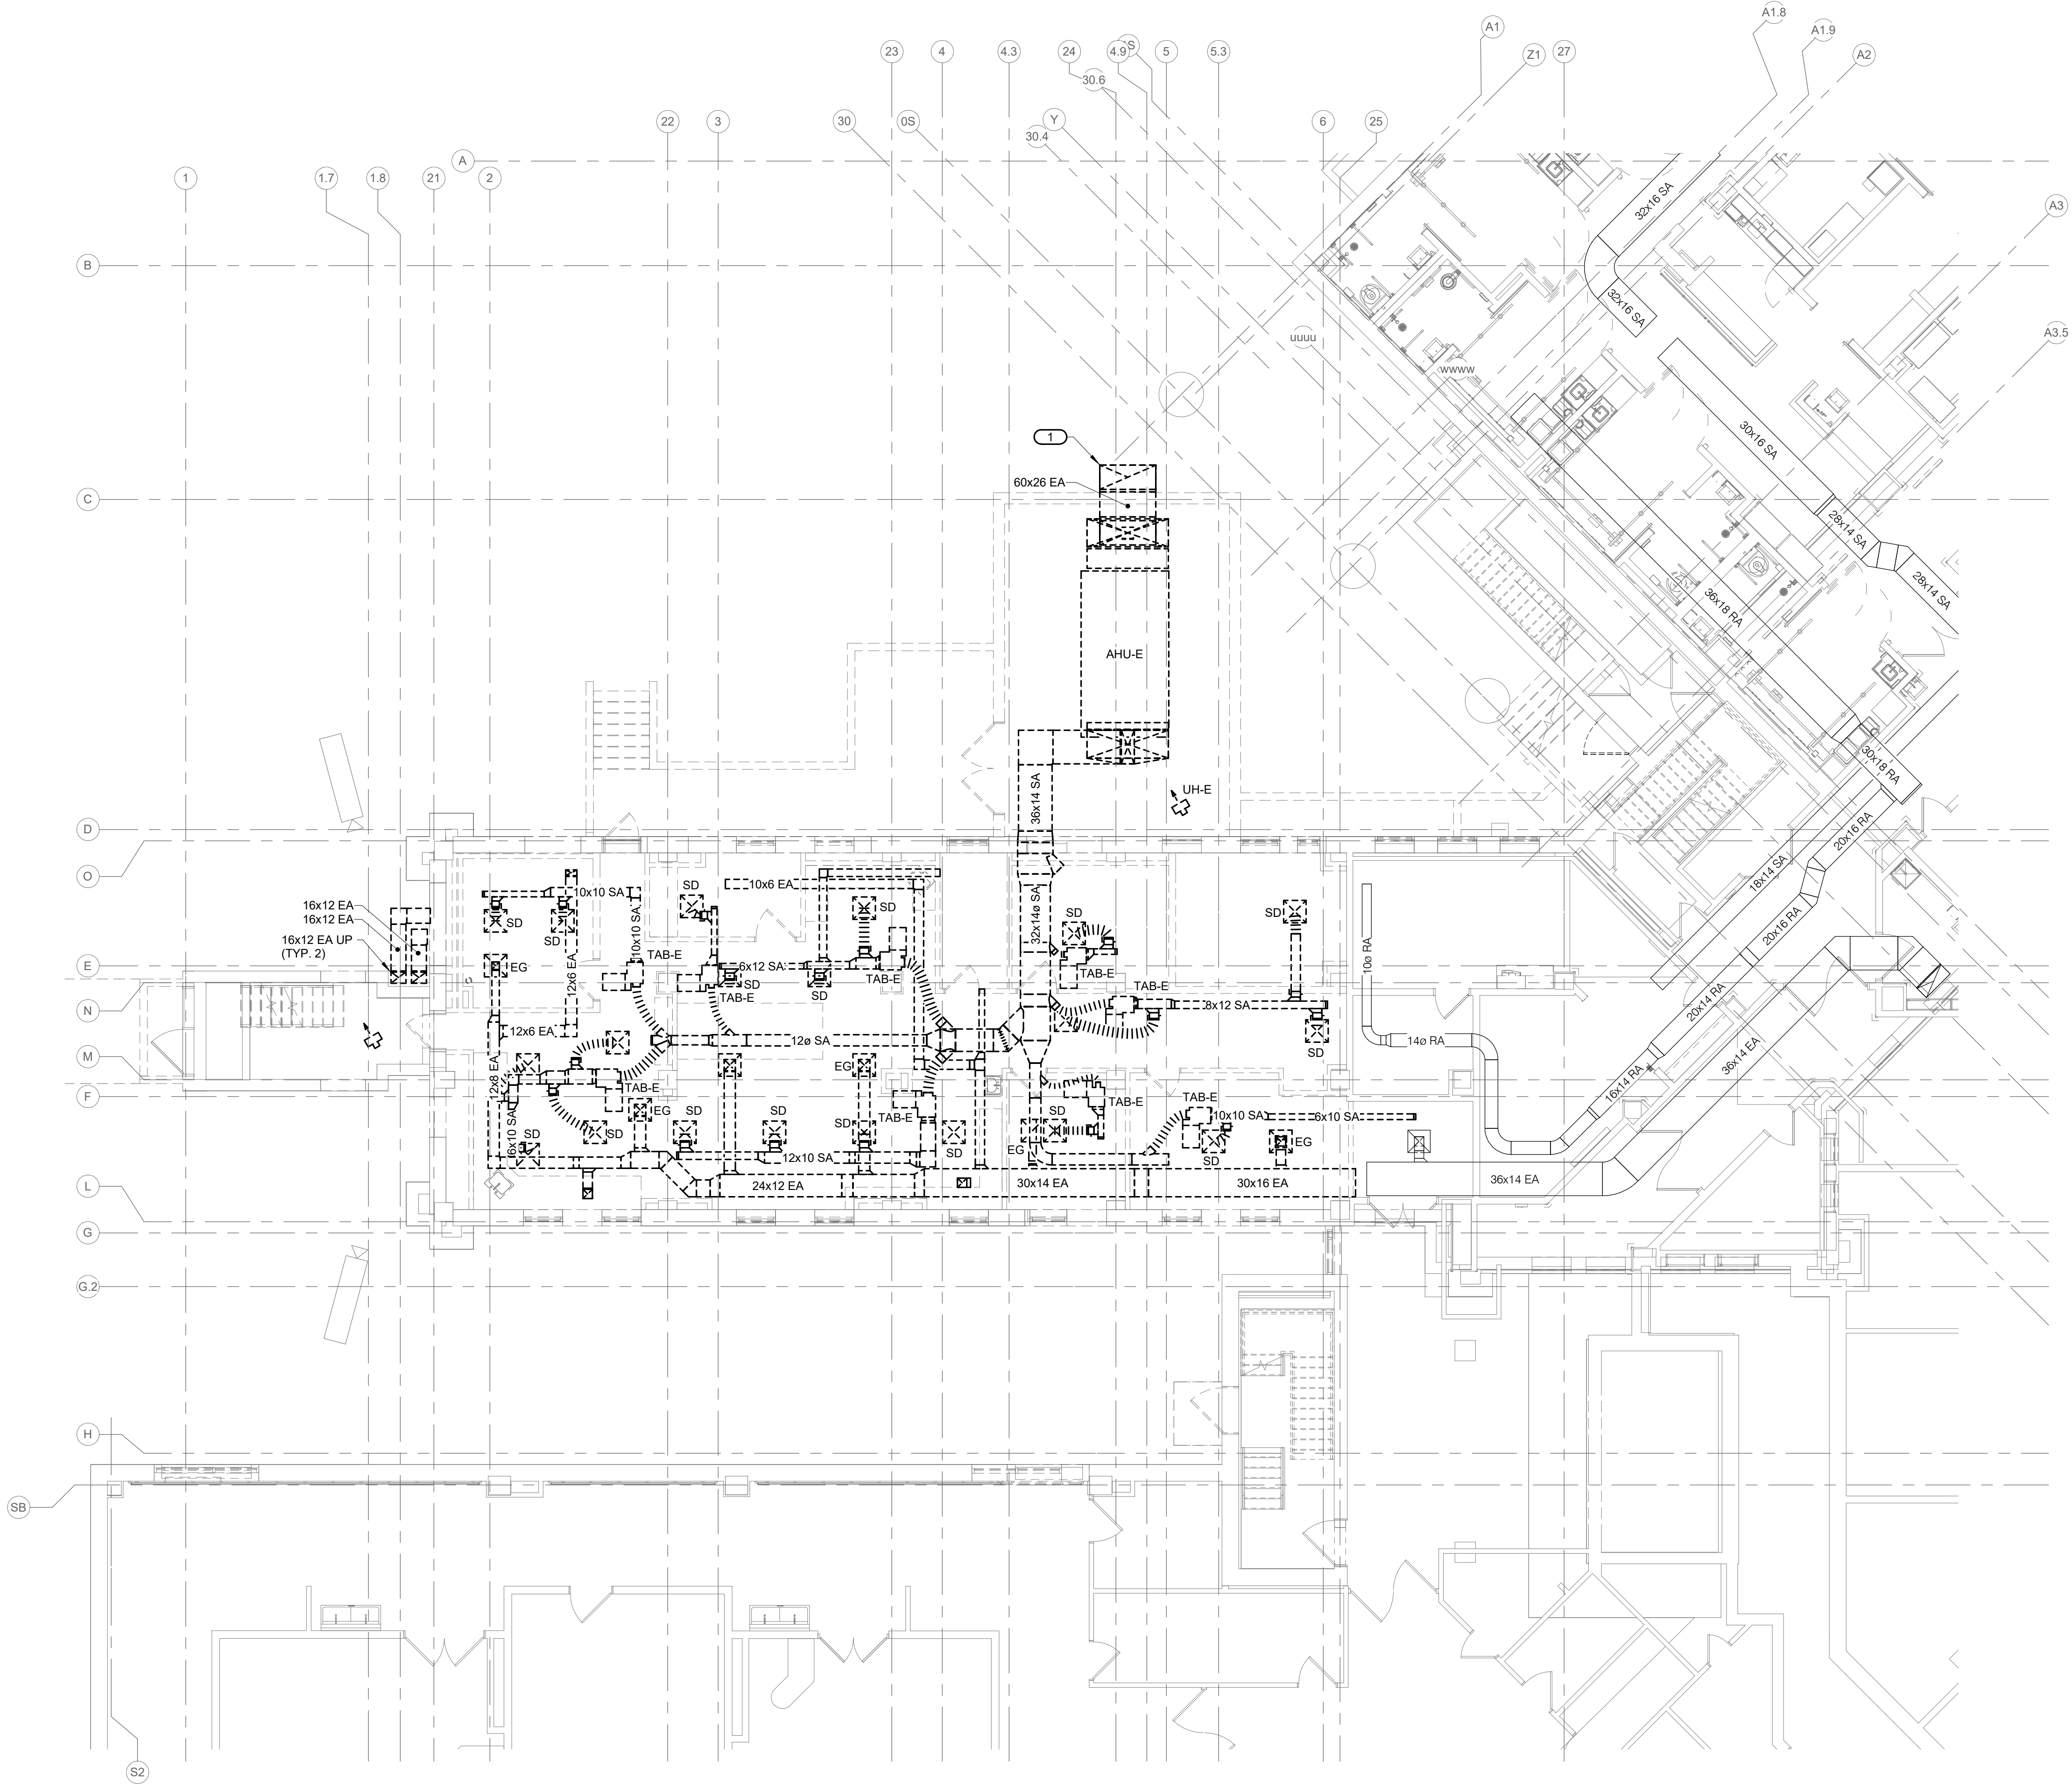 A1.8
A1
A1.9
23
4
4.3
24
4.9
5
5.3
27
Z1
A2
30.6
22
3
30
0S
Y
30.4
6
25
A
1
1.7
1.8
21
2
32x16 SA
A3
B
32x16 SA
uuuu
A3.5
wwww
1
30x16 SA
60x26 EA
C
28x14 SA
28x14 SA
36x18 RA
AHU-E
30x18 RA
36x14 SA
UH-E
D
20x16 RA
O
18x14 SA
10x10 SA
SD
10x6 EA
16x12 EA
16x12 EA
16x12 EA UP
(TYP. 2)
SD
SD
10x10 SA
SD
32x14ø SA
SD
SD
20x16 RA
10ø RA
TAB-E
E
EG
12x6 EA
6x12 SA
SD
TAB-E
SD
TAB-E
TAB-E
TAB-E
8x12 SA
20x14 RA
N
12x6 EA
12ø SA
SD
14ø RA
M
36x14 EA
EG
12x8 EA
TAB-E
16x14 RA
F
EG
SD
SD
TAB-E
TAB-E
TAB-E
10x10 SA
6x10 SA
SD
6x10 SA
SD
SD
SD
SD
EG
SD
EG
SD
12x10 SA
36x14 EA
L
24x12 EA
30x14 EA
30x16 EA
G
G.2
H
SB
S2